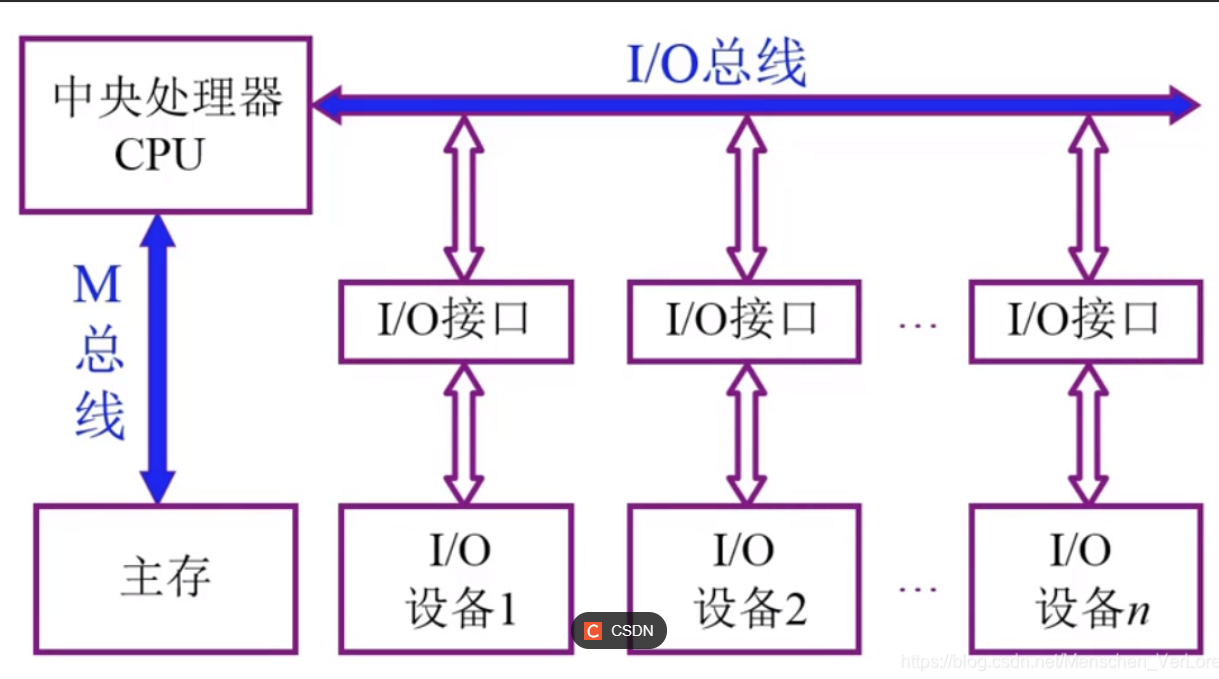 I/O总线
中央处理器
CPU
M
总
线
I/O接口
I/O接口
…
I/O接口
主存
I/O
设备1
I/O
设备2
…
I/O
设备n
C CSDN
https://blog.csdn.net/Menschen_VerLore